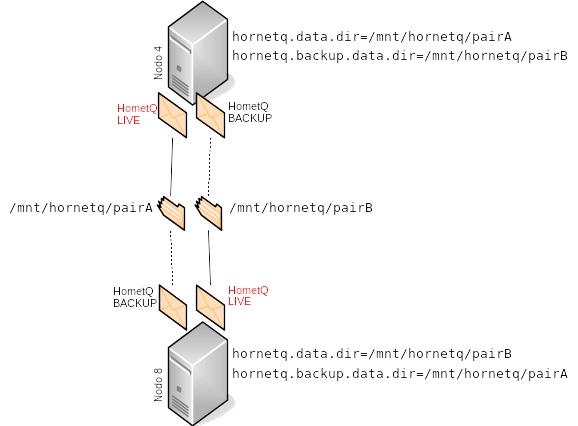 Nodo 4
hornetq.data.dir=/mnt/hornetq/pairA
hornetq.backup.data.dir=/mnt/hornetq/pairB
HornetQ
LIVE
HornetQ
BACKUP
/mnt/hornetq/pairA
/mnt/hornetq/pairB
HornetQ
BACKUP
HornetQ
LIVE
Nodo 8
hornetq.data.dir=/mnt/hornetq/pairB
hornetq.backup.data.dir=/mnt/hornetq/pairA